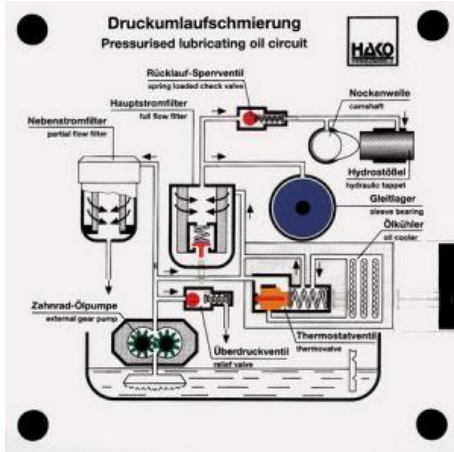 Druckumlaufschmierung
Pressurised lubricating oil circuit
HAKO
Rücklauf-Sperrventil
spring loaded check valve
Hauptstromfilter
full flow filter
Nockenwelle
camshaft
Nebenstromfilter
partial flow filter
Hydrostößel
hydraulic tappet
Gleitlager
sleeve bearing
Ölkühler
oil cooler
Zahnrad-Ölpumpe
external gear pump
Überdruckventil
relief valve
Thermostatventil
thermovalve